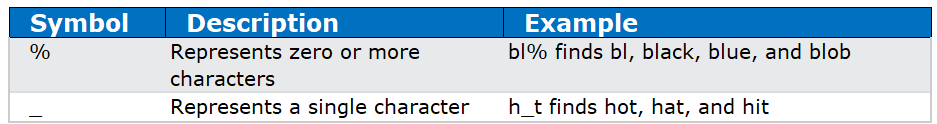 Symbol Description Example
% Represents zero or more bl% finds bl, black, blue, and blob
characters
_ Represents a single character h_t finds hot, hat, and hit